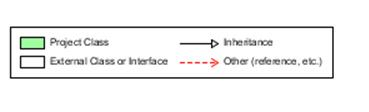 Project Class Inheritance
External Class or Interface Other (reference, etc.)